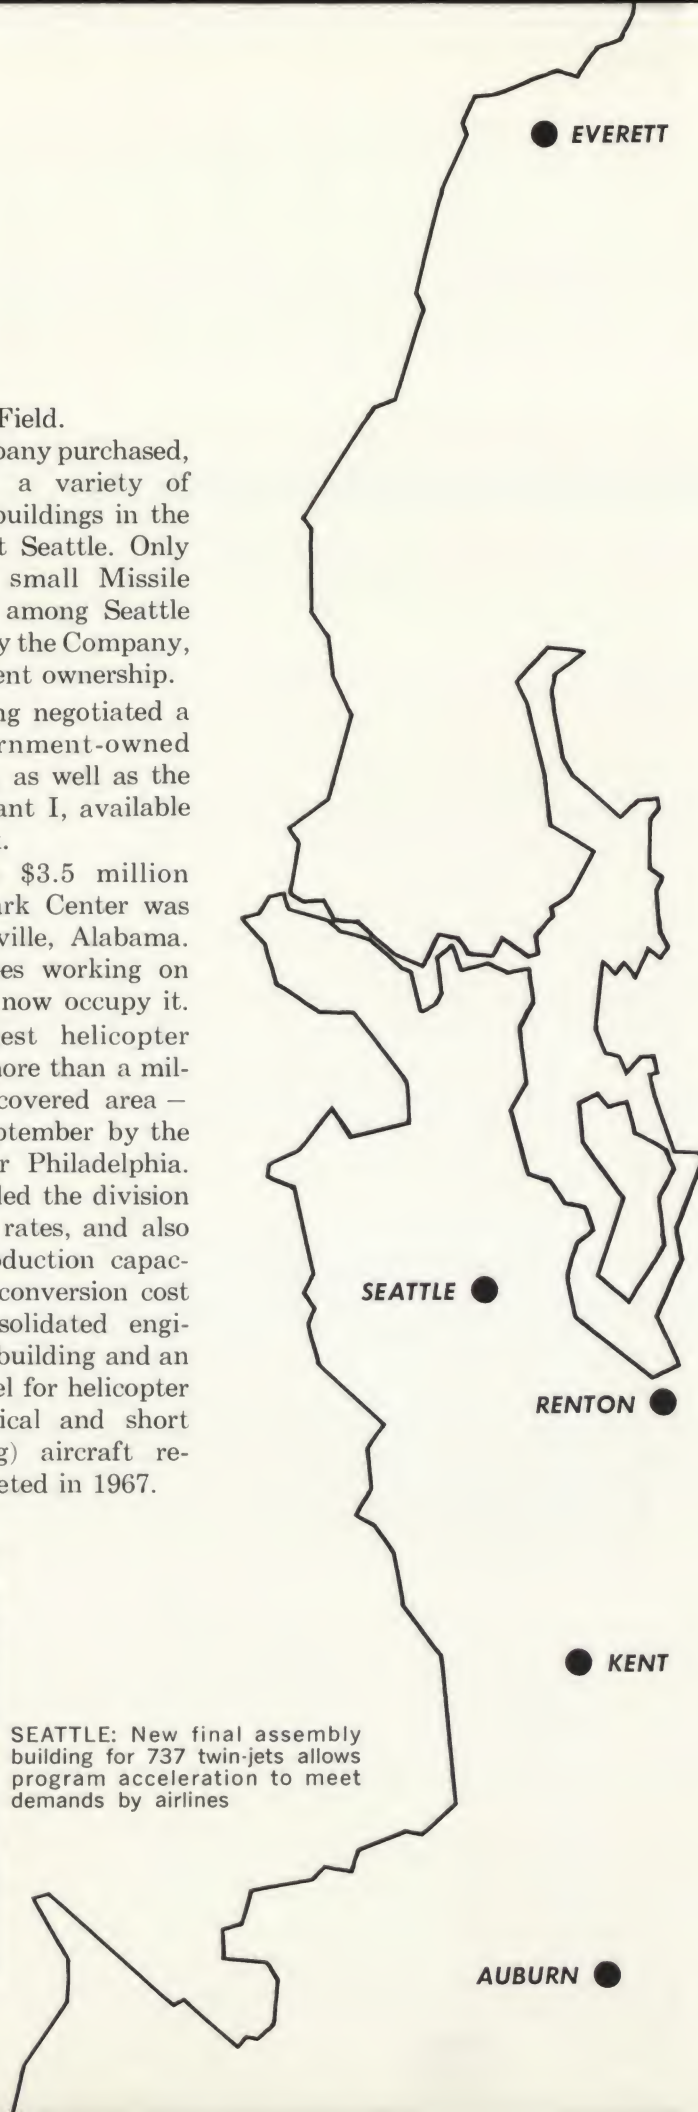 Field.
pany purchased,
a variety of
buildings in the
t Seattle. Only
small Missile
among Seattle
y the Company,
ent ownership.
ng negotiated a
rnment-owned
as well as the
ant I, available
$3.5 million
rk Center was
ville, Alabama.
es working on
now occupy it.
est helicopter
more than a mil-
covered area —
ptember by the
r Philadelphia.
led the division
rates, and also
duction capac-
conversion cost
solidated engi-
building and an
el for helicopter
ical and short
g) aircraft re-
eted in 1967.
EVERETT
SEATTLE
RENTON
KENT
SEATTLE: New final assembly
building for 737 twin-jets allows
program acceleration to meet
demands by airlines
AUBURN